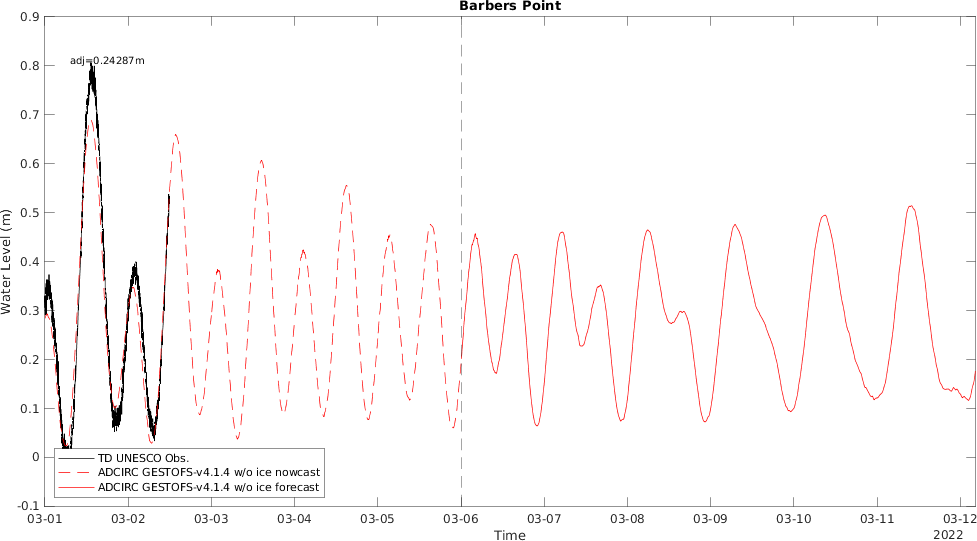 Barbers Point
0.9
0.8
0.7
0.6
0.5
0.4
0.3
0.2
0.1
0
-0.1
Water Level (m)
adj=0.24287m
TD UNESCO Obs.
ADCIRC GESTOFS-v4.1.4 w/o ice nowcast
ADCIRC GESTOFS-v4.1.4 w/o ice forecast
03-01 03-02 03-03 03-04 03-05 03-06 03-07 03-08 03-09 03-10 03-11 03-12
Time
2022